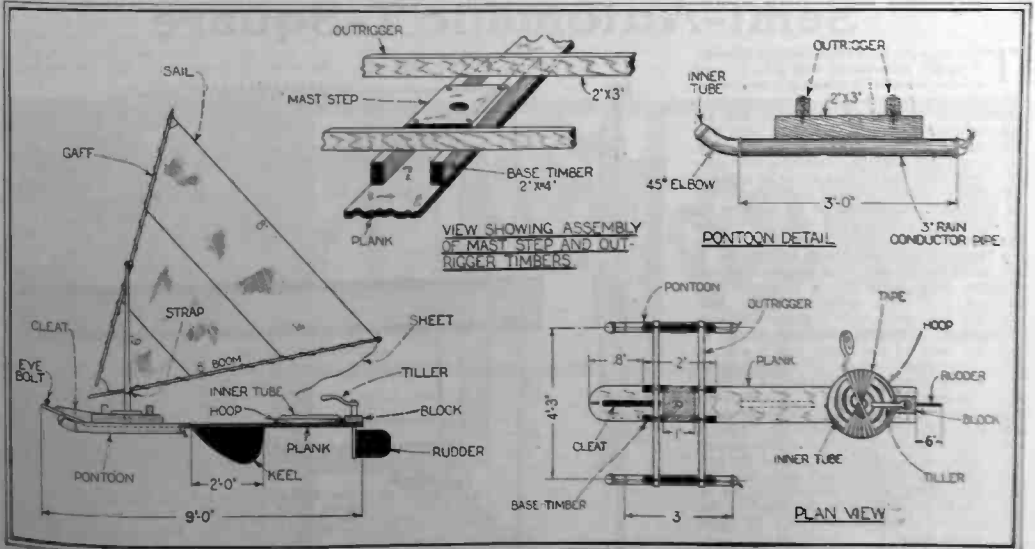 OUTRIGGER
SAIL
MAST STEP
GAFF
2"X3"
BASE TIMBER
2"X4"
PLANK
VIEW SHOWING ASSEMBLY
OF MAST STEP AND OUT-
RIGGER TIMBERS
OUTRIGGER
INNER
TUBE
2"X3"
45° ELBOW
3'-0"
3" RAIN
CONDUCTOR PIPE
PONTOON DETAIL
CLEAT
STRAP
SHEET
EYE
BOLT
BOOM
INNER TUBE
TILLER
HOOP
BLOCK
PLANK
RUDDER
PONTOON
KEEL
2'-0"
9'-0"
PONTOON
OUTRIGGER
TAPE
HOOP
PLANK
RUDDER
8"
2'
4'-3"
1'
CLEAT
BLOCK
6"
INNER TUBE
TILLER
BASE TIMBER
3
PLAN VIEW